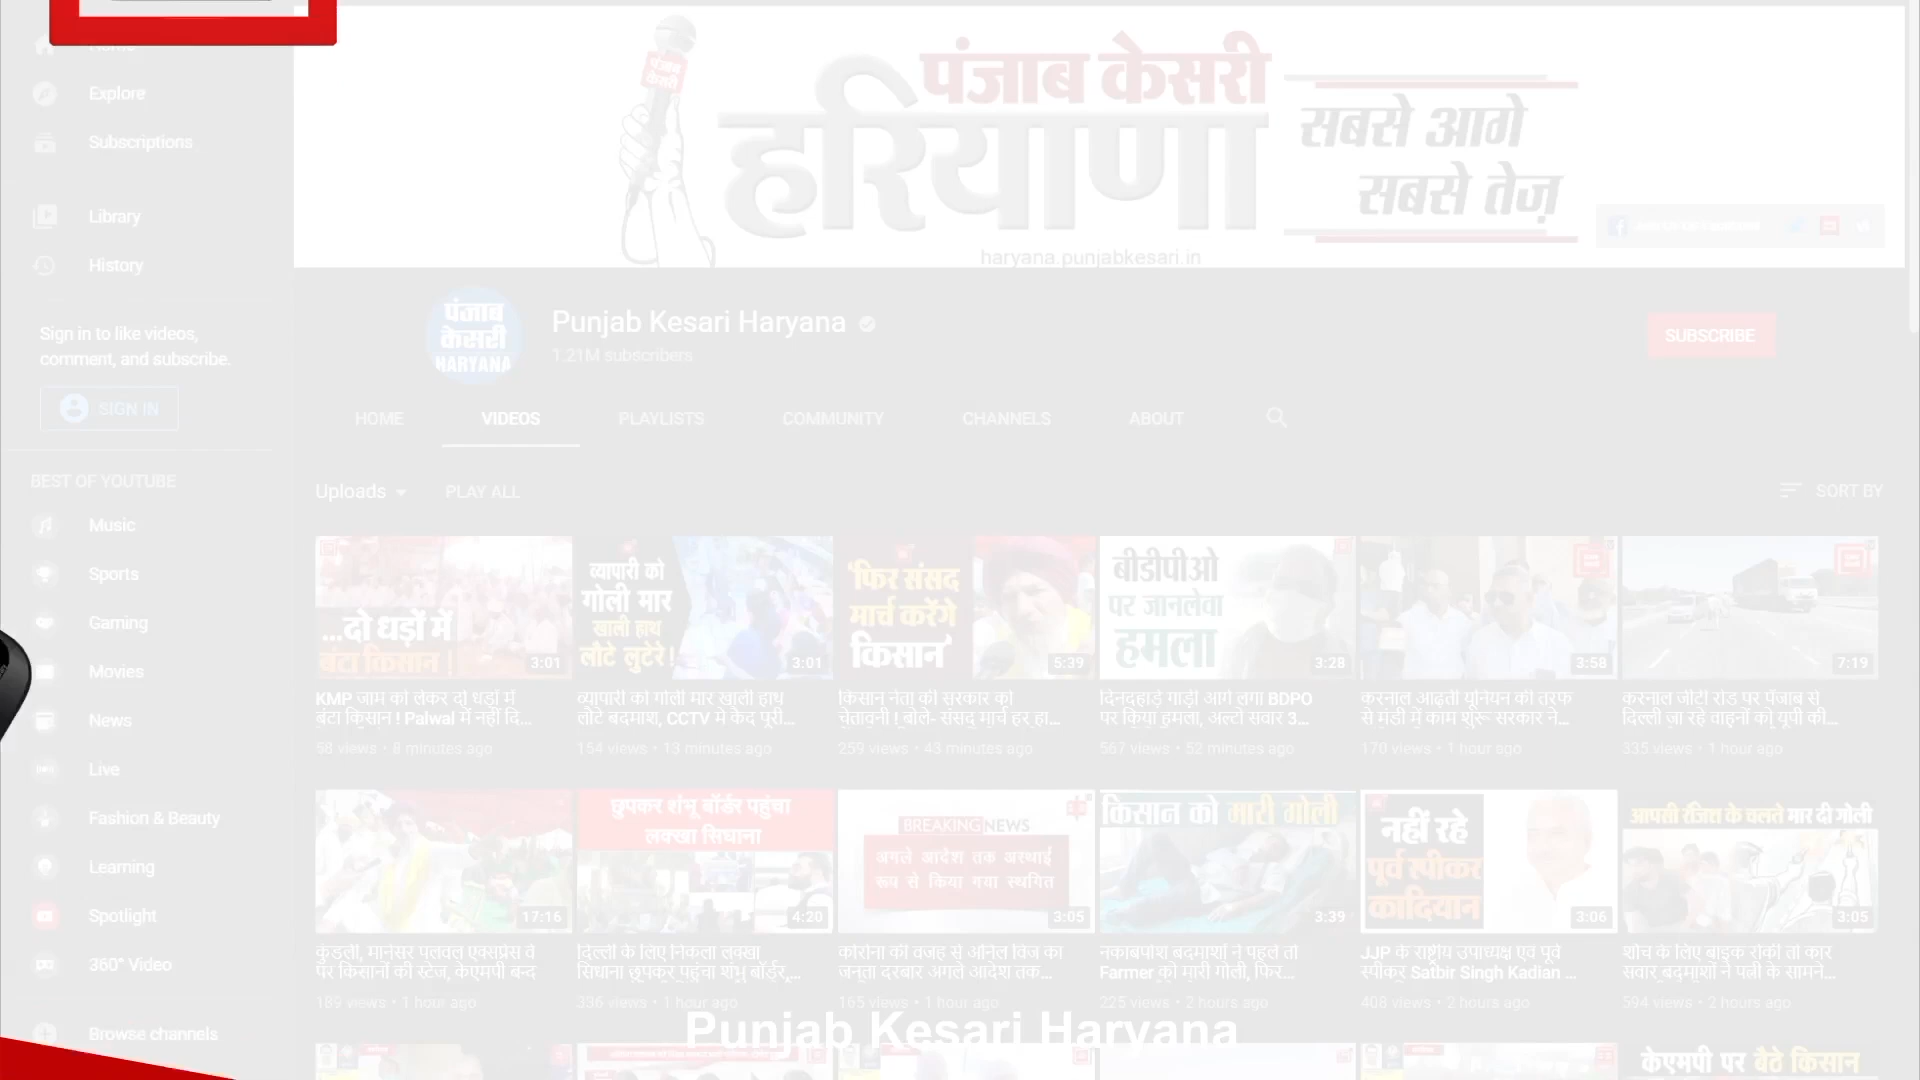 Home
Explore
Subscriptions
Library
History
Sign in to like videos,
comment, and subscribe.
SIGN IN
BEST OF YOUTUBE
Music
Sports
Gaming
Movies
News
Live
Fashion & Beauty
Learning
Spotlight
360° Video
Browse channels
पंजाब
केसरी
पंजाब केसरी
हरियाणा
haryana.punjabkesari.in
सबसे आगे
सबसे तेज़
पंजाब
केसरी
HARYANA
Punjab Kesari Haryana
1.21M subscribers
SUBSCRIBE
HOME
VIDEOS
PLAYLISTS
COMMUNITY
CHANNELS
ABOUT
Uploads
PLAY ALL
SORT BY
...दो धड़ों में
बंटा किसान !
3:01
व्यापारी को
गोली मार
खाली हाथ
लौटे लुटेरे !
3:01
'फिर संसद
मार्च करेंगे
किसान'
5:39
बीडीपीओ
पर जानलेवा
हमला
3:28
3:58
7:19
KMP जाम को लेकर दो धड़ों में
बंटा किसान ! Palwal में नहीं दि...
58 views • 8 minutes ago
व्यापारी को गोली मार खाली हाथ
लौटे बदमाश, CCTV में कैद पूरी...
154 views • 13 minutes ago
किसान नेता की सरकार को
चेतावनी ! बोले- संसद मार्च हर हा...
259 views • 43 minutes ago
दिनदहाड़े गाड़ी आगे लगा BDPO
पर किया हमला, अल्टो सवार 3...
567 views • 52 minutes ago
करनाल आढ़ती यूनियन की तरफ
से मंडी में काम शुरू सरकार ने...
170 views • 1 hour ago
करनाल जीटी रोड पर पंजाब से
दिल्ली जा रहे वाहनों को यूपी की...
335 views • 1 hour ago
17:16
छुपकर शंभू बॉर्डर पहुंचा
लक्खा सिधाना
4:20
BREAKING NEWS
अगले आदेश तक अस्थाई
रूप से किया गया स्थगित
3:05
किसान को मारी गोली
3:39
नहीं रहे
पूर्व स्पीकर
कादियान
3:06
आपसी रंजिश के चलते मार दी गोली
3:05
कुंडली, मानेसर पलवल एक्सप्रेस वे
पर किसानों की स्टेज, केएमपी बन्द
189 views • 1 hour ago
दिल्ली के लिए निकला लक्खा
सिधाना छुपकर पहुंचा शंभू बॉर्डर,...
336 views • 1 hour ago
कोरोना की वजह से अनिल विज का
जनता दरबार अगले आदेश तक...
165 views • 1 hour ago
नकाबपोश बदमाशों ने पहले तो
Farmer को मारी गोली, फिर...
225 views • 2 hours ago
JJP के राष्ट्रीय उपाध्यक्ष एवं पूर्व
स्पीकर Satbir Singh Kadian ...
408 views • 2 hours ago
शौच के लिए बाइक रोकी तो कार
सवार बदमाशों ने पत्नी के सामने...
594 views • 2 hours ago
Punjab Kesari Haryana
केएमपी पर बैठे किसान